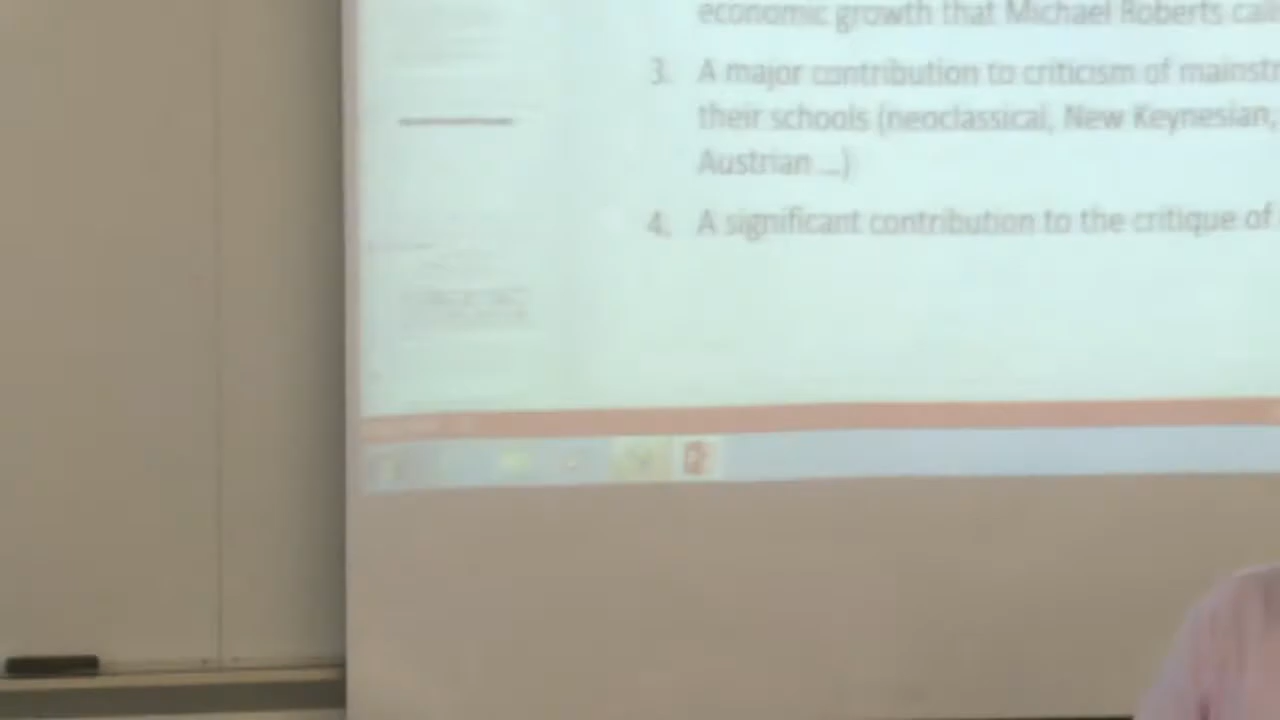 economic growth that Michael Roberts
3. A major contribution to criticism of
their schools (neoclassical, New Keynesian,
Austrian ...)
4. A significant contribution to the critique of